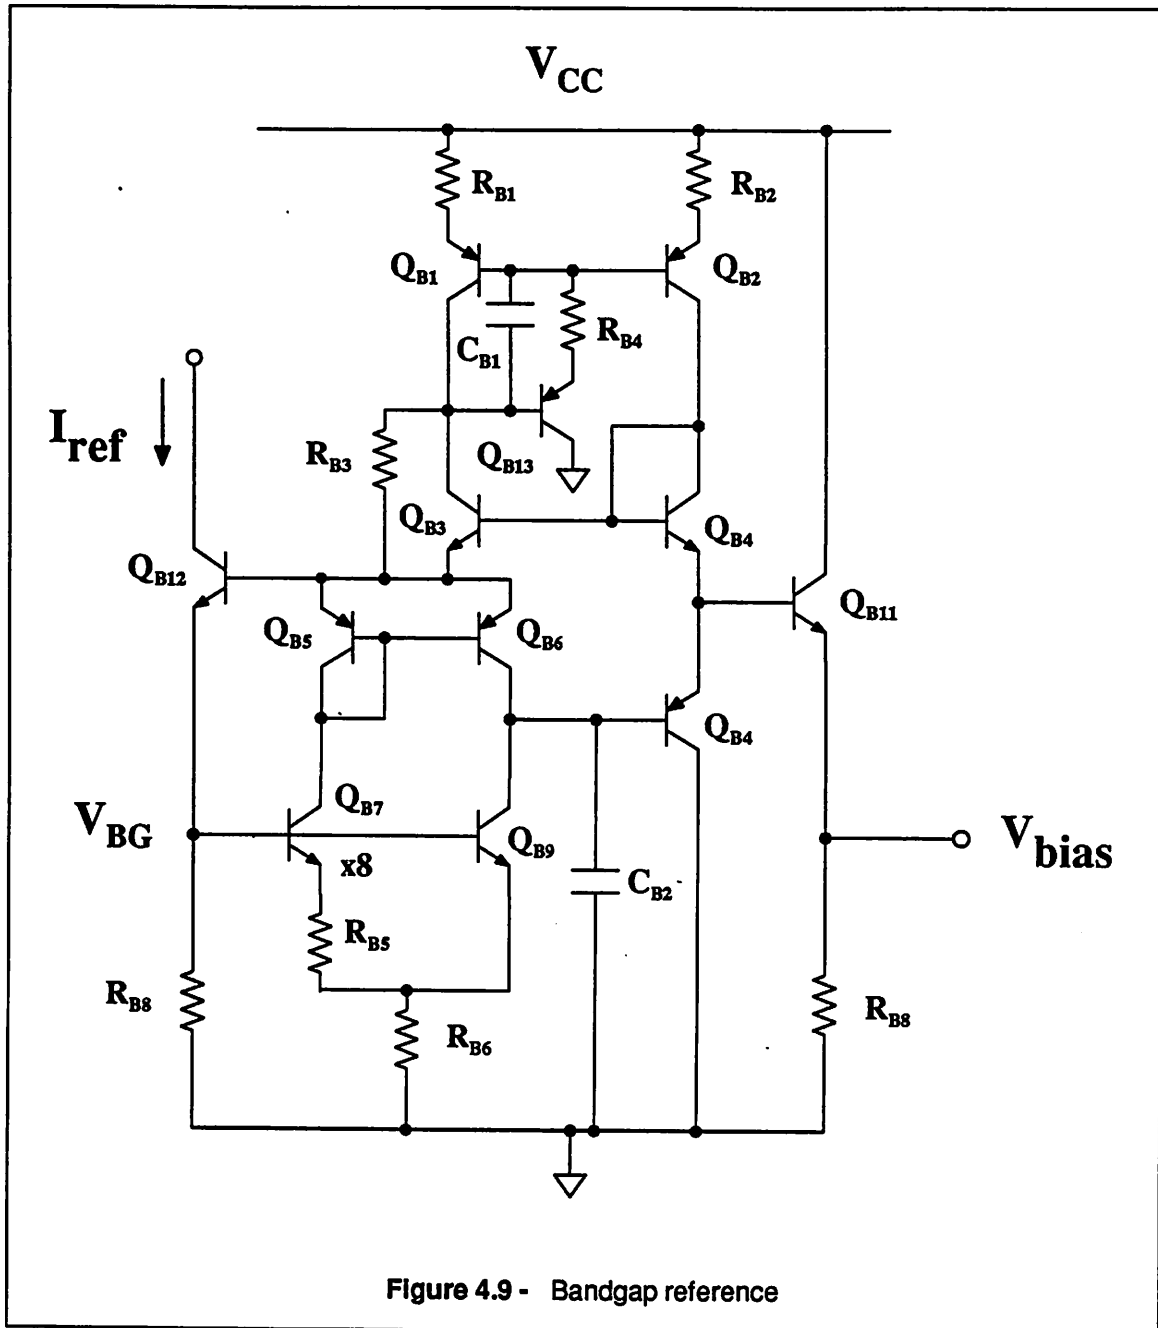 V_CC
R_B1
R_B2
Q_B1
Q_B2
C_B1
R_B4
I_ref
R_B3
Q_B13
Q_B3
Q_B4
Q_B12
Q_B5
Q_B6
Q_B11
Q_B4
Q_B7
V_BG
Q_B9
V_bias
x8
C_B2
R_B5
R_B8
R_B8
R_B6
Figure 4.9 - Bandgap reference